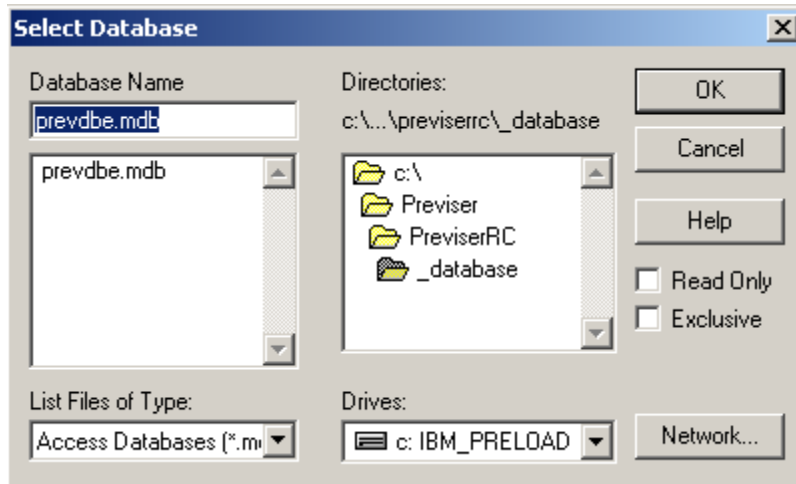 Select Database
Database Name
prevdbe.mdb
prevdbe.mdb
List Files of Type:
Access Databases (*.m
Directories:
c:\...\previserrc\_database
c:\
Previser
PreviserRC
_database
Drives:
c: IBM_PRELOAD
OK
Cancel
Help
Read Only
Exclusive
Network...